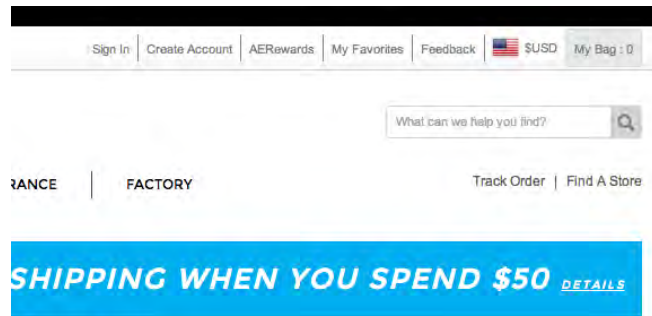 Sign In | Create Account | AERewards | My Favorites | Feedback | $USD My Bag : 0
What can we help you find?
RANCE | FACTORY
Track Order | Find A Store
SHIPPING WHEN YOU SPEND $50 DETAILS